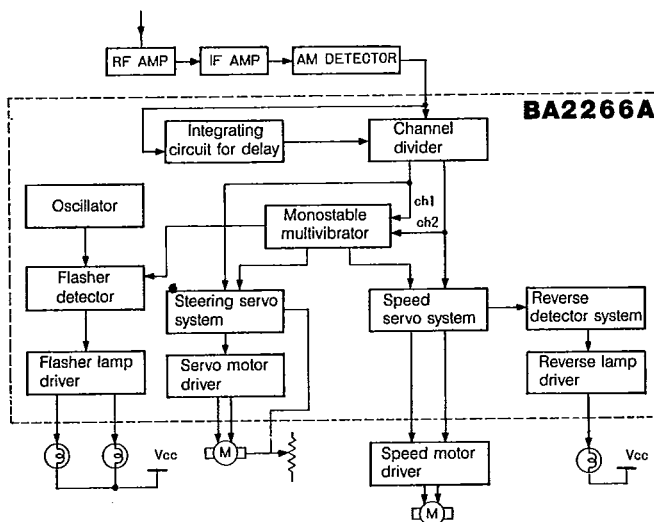 RF AMP
IF AMP
AM DETECTOR
BA2266A
Integrating
circuit for delay
Channel
divider
Oscillator
Monostable
multivibrator
ch1
ch2
Flasher
detector
Steering servo
system
Speed
servo system
Reverse
detector system
Flasher lamp
driver
Servo motor
driver
Reverse lamp
driver
M
Vcc
Speed motor
driver
Vcc
M